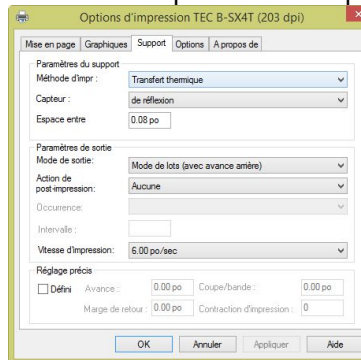 Options d'impression TEC B-SX4T (203 dpi)
Mise en page Graphiques Support Options A propos de
Paramètres du support
Méthode d'impr : Transfert thermique
Capteur : de réflexion
Espace entre 0.08 po
Paramètres de sortie
Mode de sortie: Mode de lots (avec avance arrière)
Action de
post-impression: Aucune
Occurrence:
Intervalle :
Vitesse d'impression: 6.00 po/sec
Réglage précis
Défini Avance : 0.00 po Coupe/bande : 0.00 po
Marge de retour : 0.00 po Contraction d'impression : 0
OK Annuler Appliquer Aide